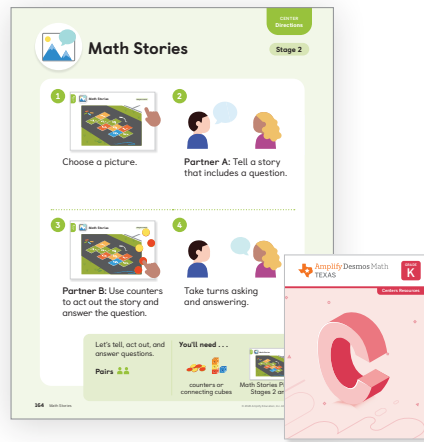 CENTER
Directions
Math Stories
Stage 2
1
2
Choose a picture.
Partner A: Tell a story
that includes a question.
3
4
Partner B: Use counters
to act out the story and
answer the question.
Take turns asking
and answering.
Let's tell, act out, and
answer questions.
Pairs
You'll need . . .
counters or
connecting cubes
Math Stories P
Stages 2 an
164 Math Stories
Amplify Desmos Math
TEXAS
GRADE
K
Centers Resources